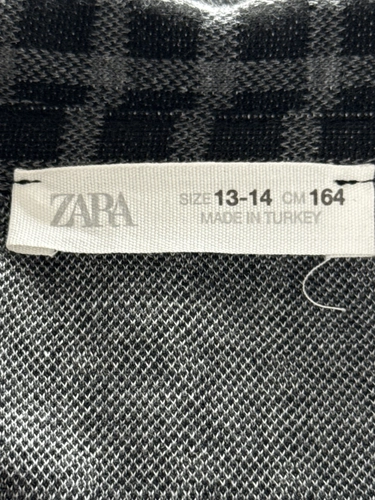 ZARA
SIZE 13-14 CM 164
MADE IN TURKEY